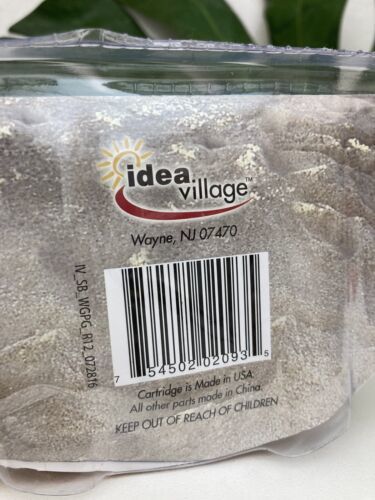 idea
village™
Wayne, NJ 07470
IV_SB_WGPG_R12_072816
7 54502 02093 5
Cartridge is Made in USA.
All other parts made in China.
KEEP OUT OF REACH OF CHILDREN